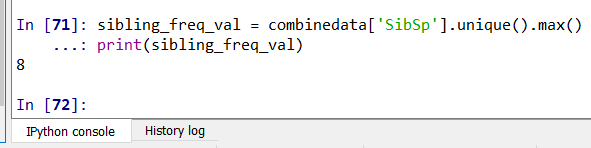 In [71]: sibling_freq_val = combinedata['SibSp'].unique().max()
    ...: print(sibling_freq_val)
8
In [72]:
IPython console History log